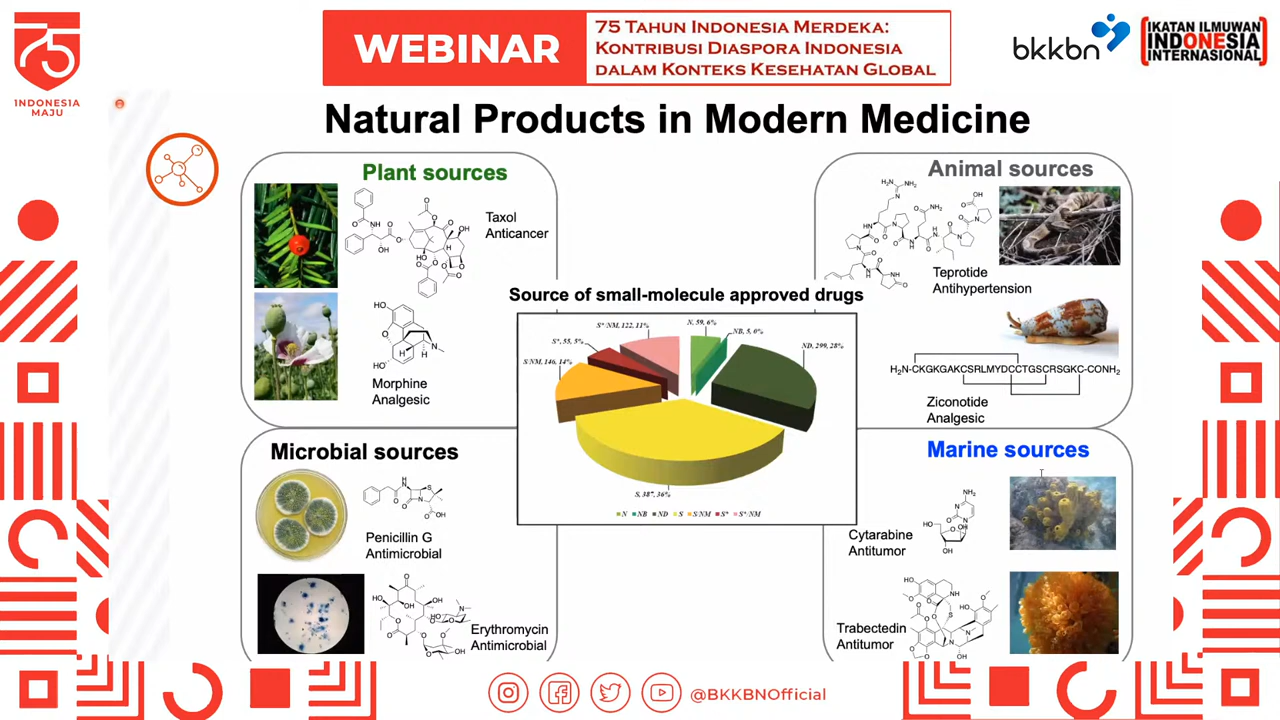 75
INDONESIA
MAJU
WEBINAR
75 TAHUN INDONESIA MERDEKA:
KONTRIBUSI DIASPORA INDONESIA
DALAM KONTEKS KESEHATAN GLOBAL
bkkbn
IKATAN ILMUWAN
INDONESIA
INTERNASIONAL
Natural Products in Modern Medicine
Plant sources
Taxol
Anticancer
Morphine
Analgesic
Animal sources
Teprotide
Antihypertension
H2N-CKGKGAKCSRLMYDCCTGSCRSGKC-CONH2
Ziconotide
Analgesic
Source of small-molecule approved drugs
S*/NM, 122, 11%
N, 59, 6%
NB, 5, 0%
S*, 55, 5%
ND, 299, 28%
S/NM, 146, 14%
S, 387, 36%
N NB ND S S/NM S* S*/NM
Microbial sources
Penicillin G
Antimicrobial
Erythromycin
Antimicrobial
Marine sources
Cytarabine
Antitumor
Trabectedin
Antitumor
@BKKBNOfficial